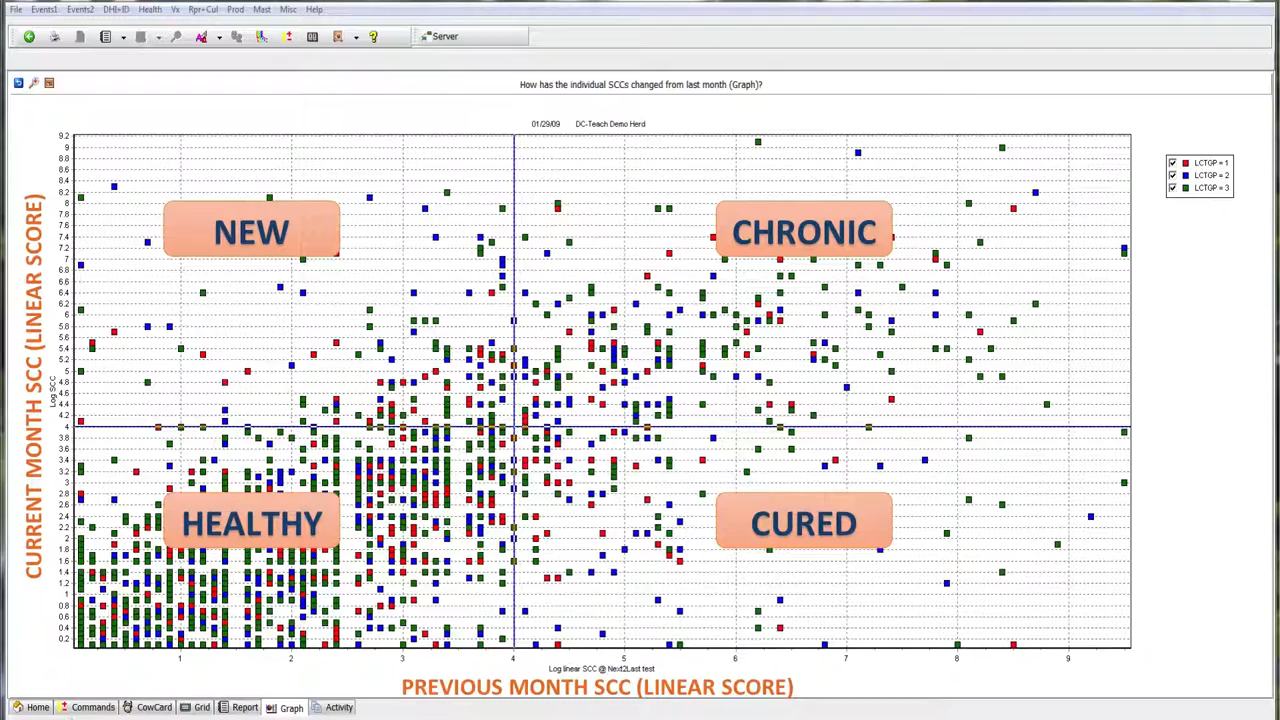 File Events1 Events2 DHI+ID Health Vx Rpr+Cul Prod Mast Misc Help
Server
How has the individual SCCs changed from last month (Graph)?
01/29/09 DC-Teach Demo Herd
9.2
9
8.8
8.6
8.4
8.2
8
7.8
7.6
7.4
7.2
7
6.8
6.6
6.4
6.2
6
5.8
5.6
5.4
5.2
5
4.8
4.6
4.4
4.2
4
3.8
3.6
3.4
3.2
3
2.8
2.6
2.4
2.2
2
1.8
1.6
1.4
1.2
1
0.8
0.6
0.4
0.2
CURRENT MONTH SCC (LINEAR SCORE)
Log SCC
NEW
CHRONIC
HEALTHY
CURED
LCTGP = 1
LCTGP = 2
LCTGP = 3
1 2 3 4 5 6 7 8 9
Log linear SCC @ Next2Last test
PREVIOUS MONTH SCC (LINEAR SCORE)
Home Commands CowCard Grid Report Graph Activity